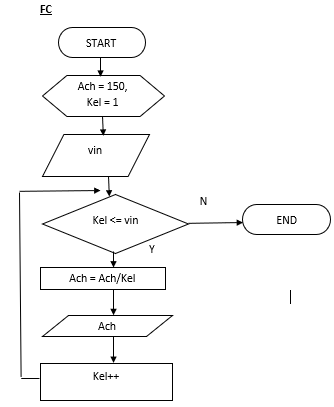 FC
START
Ach = 150,
Kel = 1
vin
Kel <= vin
N
END
Y
Ach = Ach/Kel
Ach
Kel++